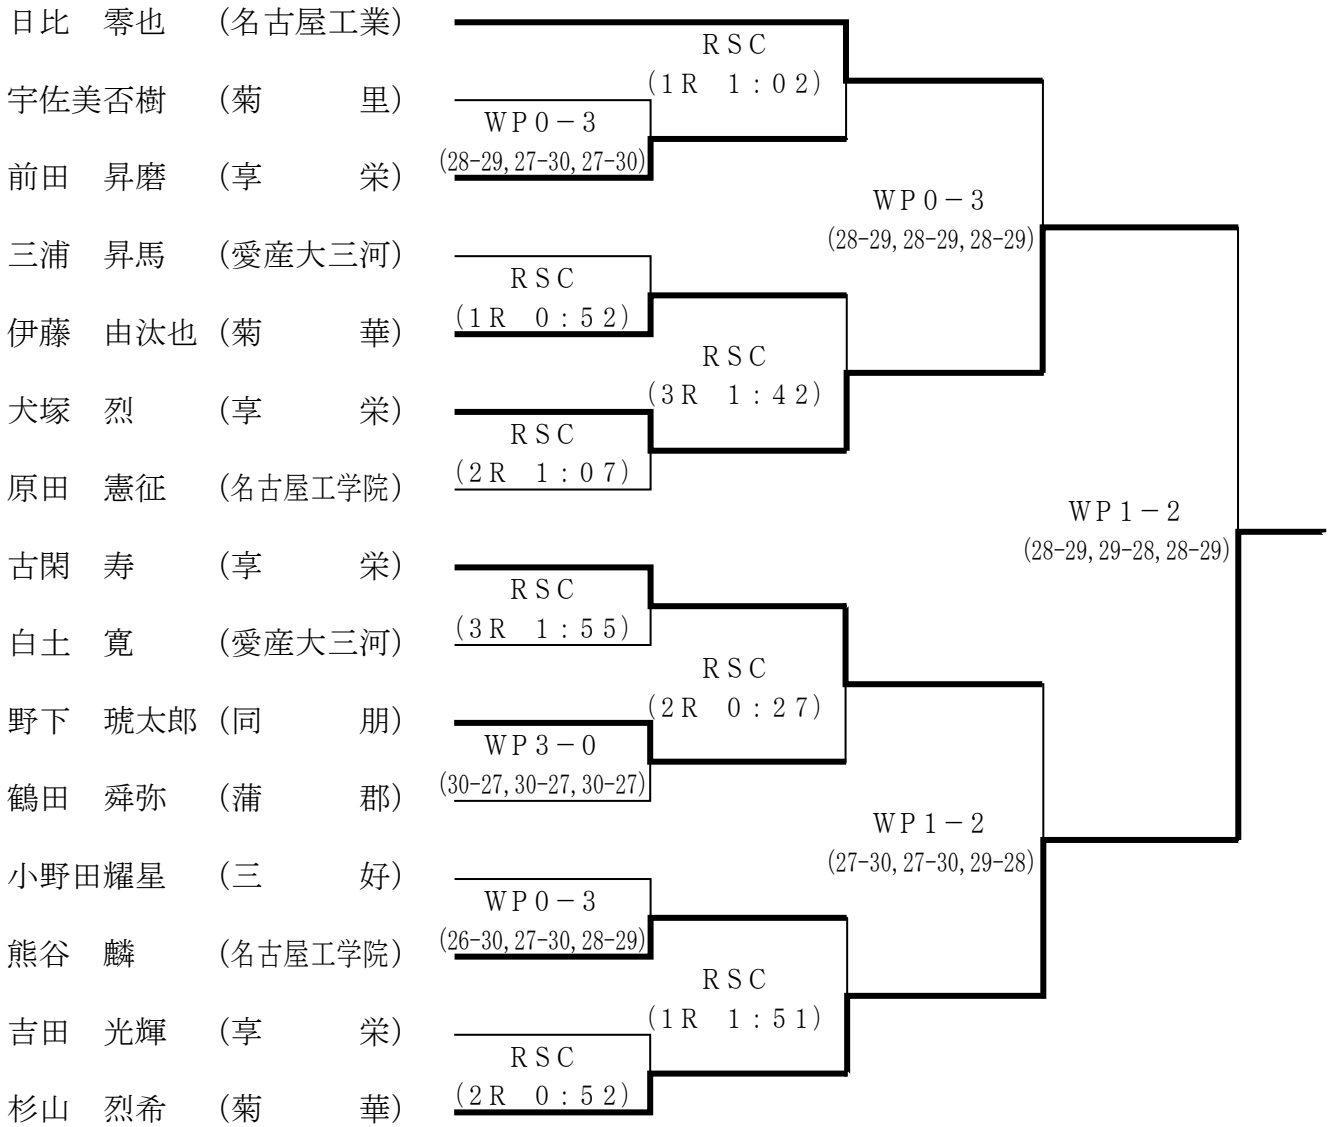 日比　零也　（名古屋工業）
RSC
(1R 1:02)
宇佐美否樹　（菊　　　里）
WP0－3
(28-29, 27-30, 27-30)
前田　昇磨　（享　　　栄）
WP0－3
(28-29, 28-29, 28-29)
三浦　昇馬　（愛産大三河）
RSC
(1R 0:52)
伊藤　由汰也（菊　　　華）
RSC
(3R 1:42)
犬塚　烈　　（享　　　栄）
RSC
(2R 1:07)
原田　憲征　（名古屋工学院）
WP1－2
(28-29, 29-28, 28-29)
古閑　寿　　（享　　　栄）
RSC
(3R 1:55)
白土　寛　　（愛産大三河）
RSC
(2R 0:27)
野下　琥太郎（同　　　朋）
WP3－0
(30-27, 30-27, 30-27)
鶴田　舜弥　（蒲　　　郡）
WP1－2
(27-30, 27-30, 29-28)
小野田耀星　（三　　　好）
WP0－3
(26-30, 27-30, 28-29)
熊谷　麟　　（名古屋工学院）
RSC
(1R 1:51)
吉田　光輝　（享　　　栄）
RSC
(2R 0:52)
杉山　烈希　（菊　　　華）